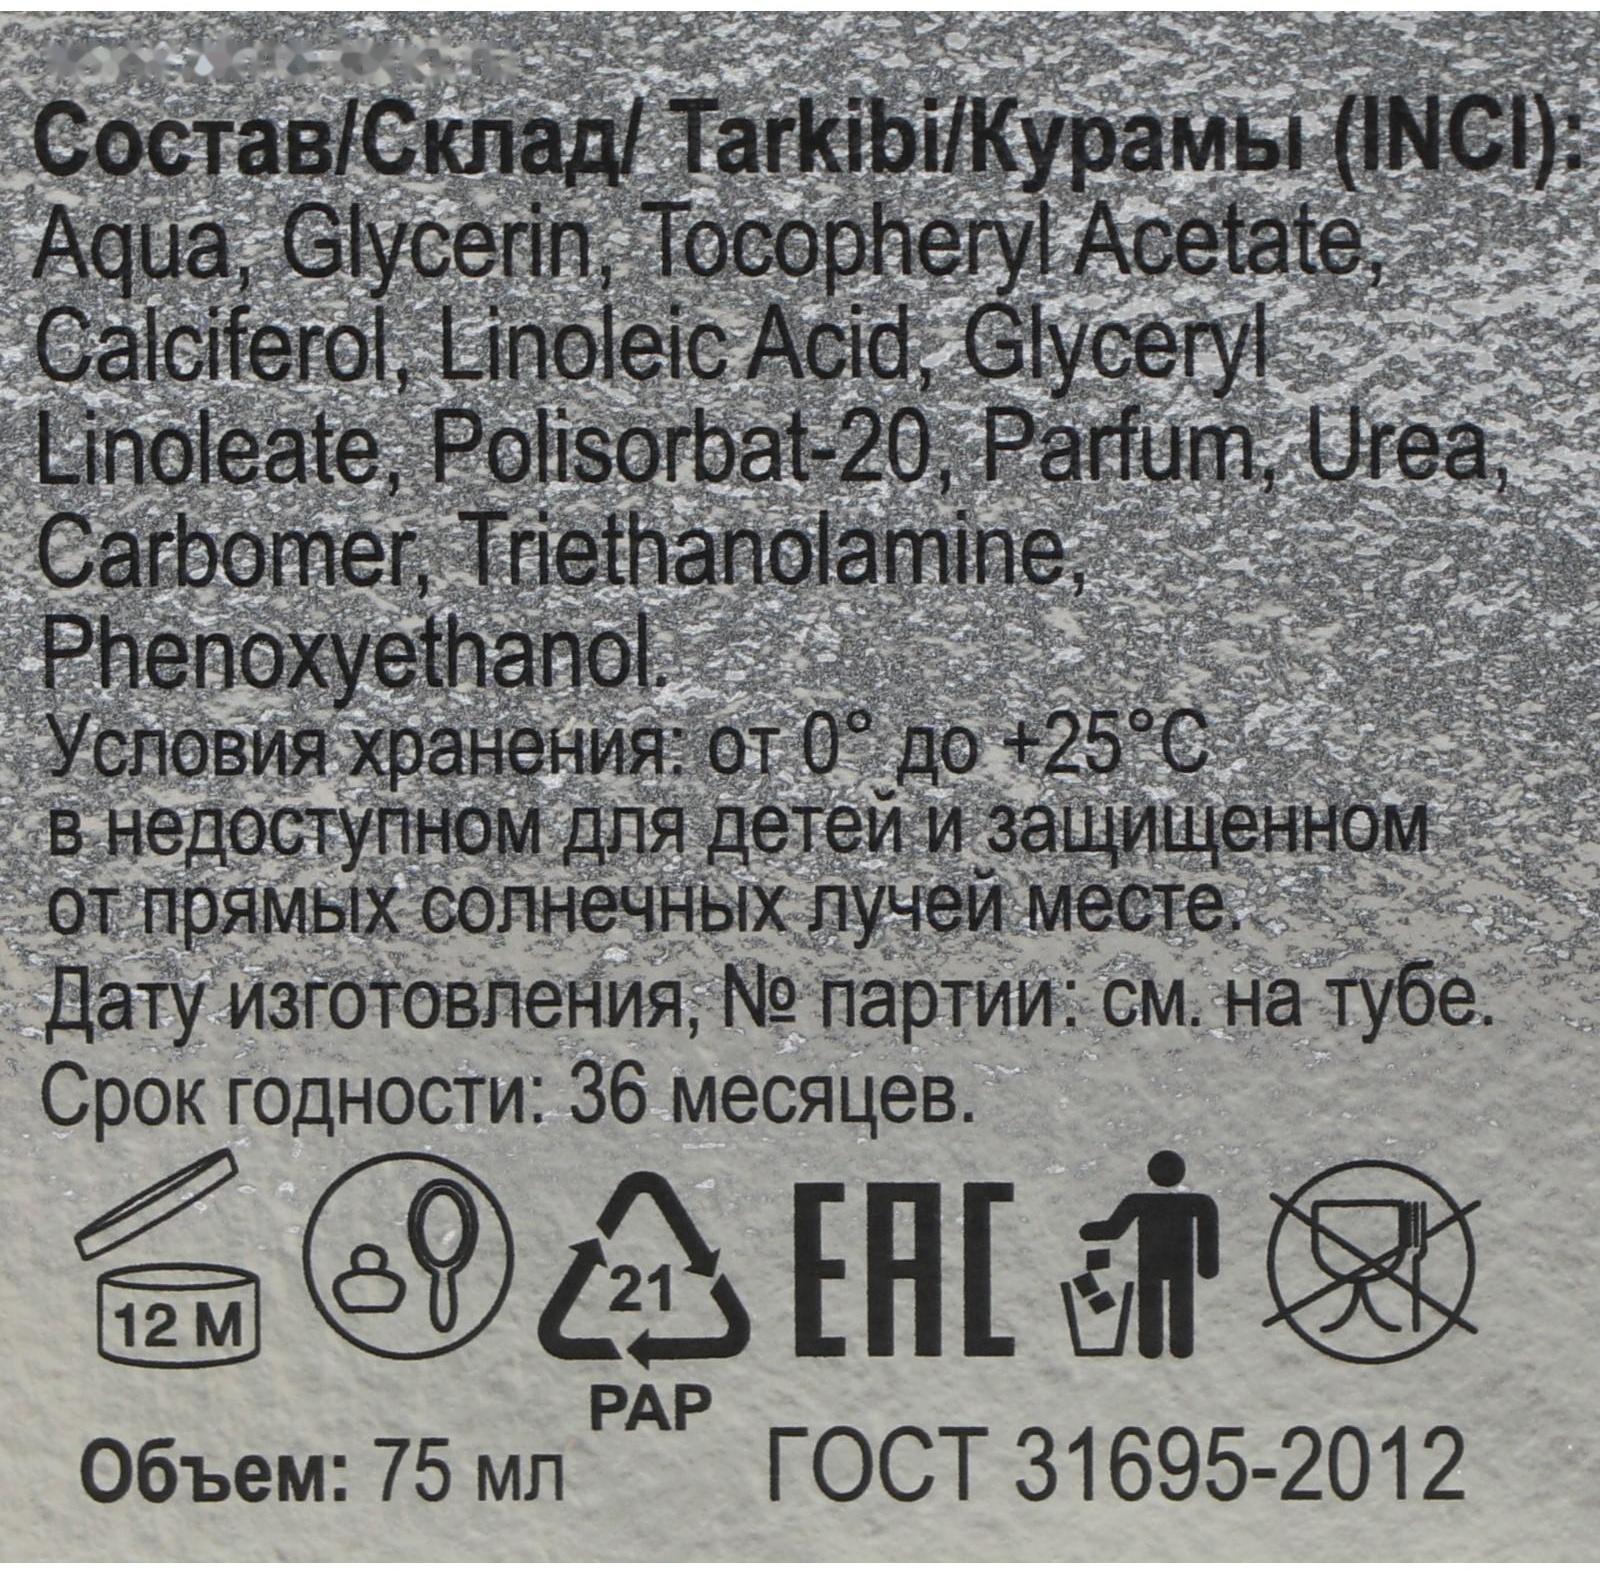 Состав/Склад/ Tarkibi/Курамы (INCI):
Aqua, Glycerin, Tocopheryl Acetate,
Calciferol, Linoleic Acid, Glyceryl
Linoleate, Polisorbat-20, Parfum, Urea,
Carbomer, Triethanolamine,
Phenoxyethanol.
Условия хранения: от 0° до +25°C
в недоступном для детей и защищенном
от прямых солнечных лучей месте.
Дату изготовления, № партии: см. на тубе.
Срок годности: 36 месяцев.
12 M
21
PAP
EAC
Объем: 75 мл
ГОСТ 31695-2012